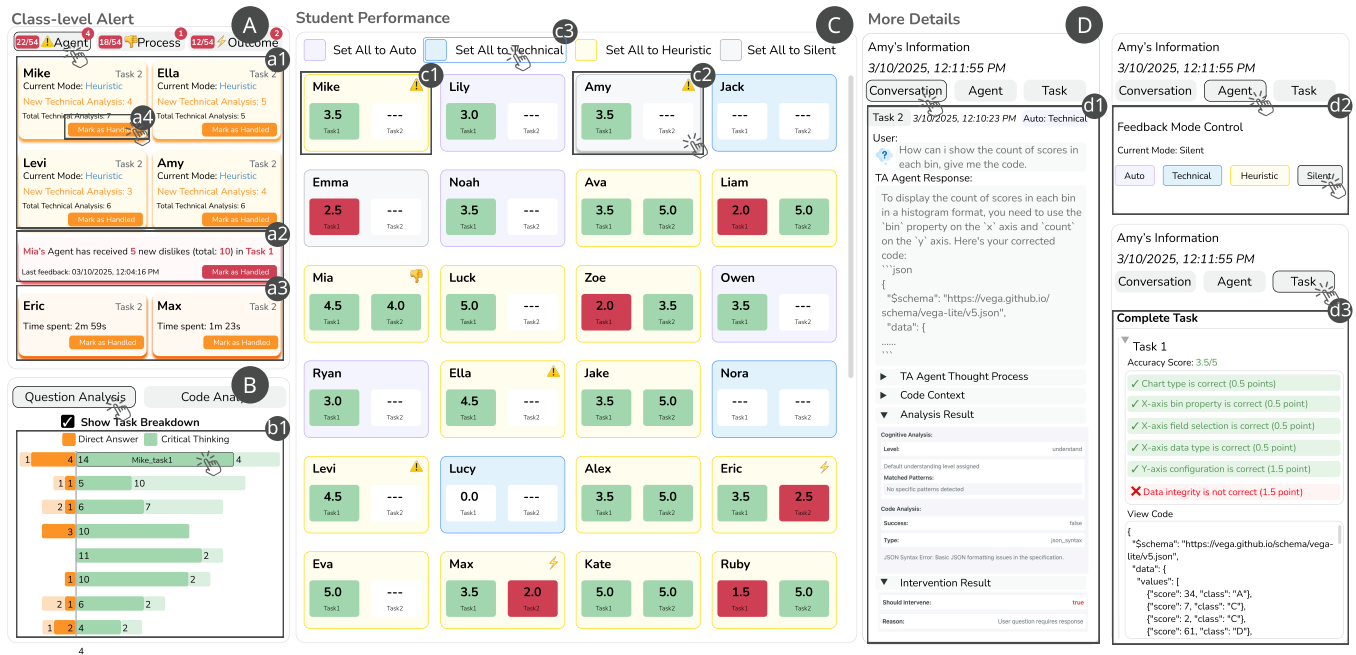 Class-level Alert
A
22/54 Agent 4
18/54 Process 1
12/54 Outcome 2
a1
Mike Task 2
Current Mode: Heuristic
New Technical Analysis: 4
Total Technical Analysis: 7
Mark as Handled
a4
Ella Task 2
Current Mode: Heuristic
New Technical Analysis: 5
Total Technical Analysis: 5
Mark as Handled
Levi Task 2
Current Mode: Heuristic
New Technical Analysis: 3
Total Technical Analysis: 6
Mark as Handled
Amy Task 2
Current Mode: Heuristic
New Technical Analysis: 4
Total Technical Analysis: 6
Mark as Handled
a2
Mia's Agent has received 5 new dislikes (total: 10) in Task 1
Last feedback: 03/10/2025, 12:04:16 PM
Mark as Handled
a3
Eric Task 2
Time spent: 2m 59s
Mark as Handled
Max Task 2
Time spent: 1m 23s
Mark as Handled
B
Question Analysis
Code Analy
Show Task Breakdown
b1
Direct Answer
Critical Thinking
1 4 14 Mike_task1 4
1 1 5 10
2 1 6 7
3 10
11 2
1 10 2
2 1 6 2
1 2 4 2
4
Student Performance
C
c3
Set All to Auto
Set All to Technical
Set All to Heuristic
Set All to Silent
c1
c2
Mike
3.5 ---
Task1 Task2
Lily
3.0 ---
Task1 Task2
Amy
3.5 ---
Task1 Task2
Jack
--- ---
Task1 Task2
Emma
2.5 ---
Task1 Task2
Noah
3.5 ---
Task1 Task2
Ava
3.5 5.0
Task1 Task2
Liam
2.0 5.0
Task1 Task2
Mia
4.5 4.0
Task1 Task2
Luck
5.0 ---
Task1 Task2
Zoe
2.0 3.5
Task1 Task2
Owen
3.5 ---
Task1 Task2
Ryan
3.0 ---
Task1 Task2
Ella
4.5 ---
Task1 Task2
Jake
3.5 5.0
Task1 Task2
Nora
--- ---
Task1 Task2
Levi
4.5 ---
Task1 Task2
Lucy
0.0 ---
Task1 Task2
Alex
3.5 5.0
Task1 Task2
Eric
3.5 2.5
Task1 Task2
Eva
5.0 ---
Task1 Task2
Max
3.5 2.0
Task1 Task2
Kate
5.0 5.0
Task1 Task2
Ruby
1.5 5.0
Task1 Task2
More Details
D
Amy's Information
3/10/2025, 12:11:55 PM
Conversation Agent Task
d1
Task 2 3/10/2025, 12:10:23 PM Auto: Technical
User:
How can i show the count of scores in
each bin, give me the code.
TA Agent Response:
To display the count of scores in each bin
in a histogram format, you need to use the
`bin` property on the `x` axis and `count`
on the `y` axis. Here's your corrected
code:
```json
{
"$schema": "https://vega.github.io/
schema/vega-lite/v5.json",
"data": {
......
```
TA Agent Thought Process
Code Context
Analysis Result
Cognitive Analysis:
Level: understand
Default understanding level assigned
Matched Patterns:
No specific patterns detected
Code Analysis:
Success: false
Type: json_syntax
JSON Syntax Error: Basic JSON formatting issues in the specification.
Intervention Result
Should Intervene: true
Reason: User question requires response
Amy's Information
3/10/2025, 12:11:55 PM
Conversation Agent Task
d2
Feedback Mode Control
Current Mode: Silent
Auto Technical Heuristic Silent
Amy's Information
3/10/2025, 12:11:55 PM
Conversation Agent Task
d3
Complete Task
Task 1
Accuracy Score: 3.5/5
✓ Chart type is correct (0.5 points)
✓ X-axis bin property is correct (0.5 point)
✓ X-axis field selection is correct (0.5 point)
✓ X-axis data type is correct (0.5 point)
✓ Y-axis configuration is correct (1.5 point)
❌ Data integrity is not correct (1.5 point)
View Code
{
"$schema": "https://vega.github.io/schema/vega-
lite/v5.json",
"data": {
"values": [
{"score": 34, "class": "A"},
{"score": 7, "class": "C"},
{"score": 2, "class": "C"},
{"score": 61, "class": "D"},